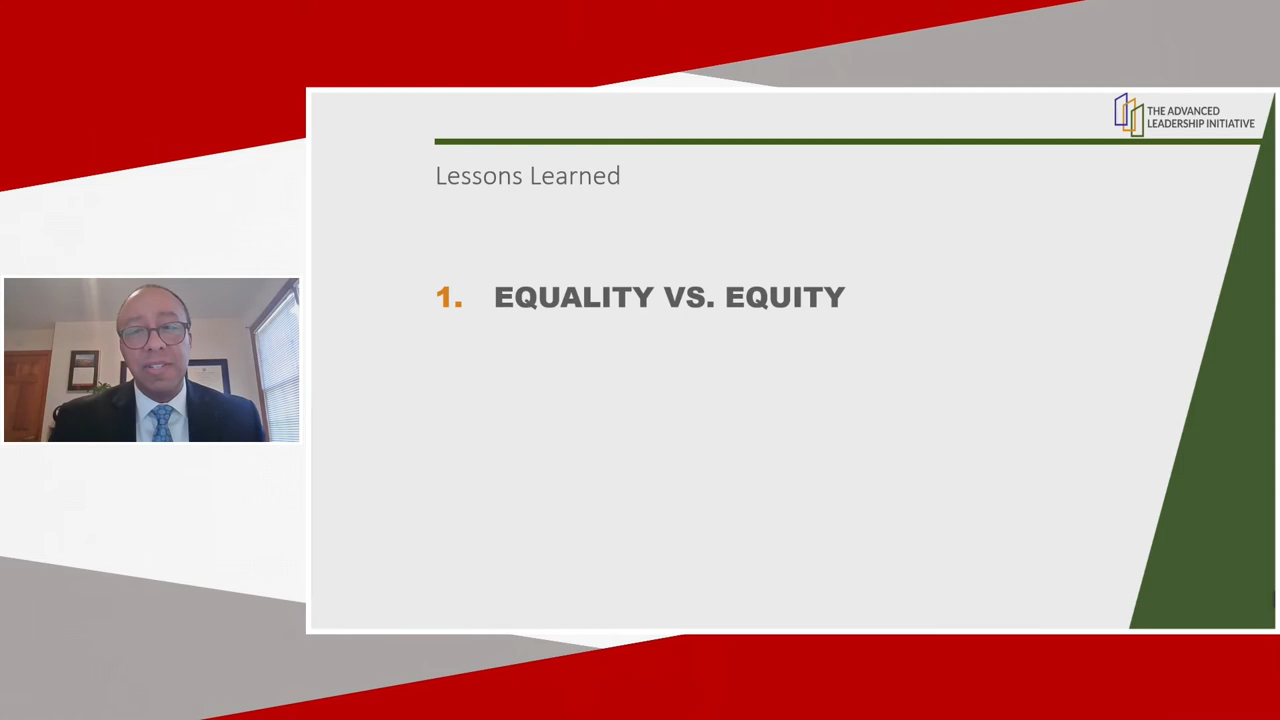 THE ADVANCED
LEADERSHIP INITIATIVE
Lessons Learned
1. EQUALITY VS. EQUITY